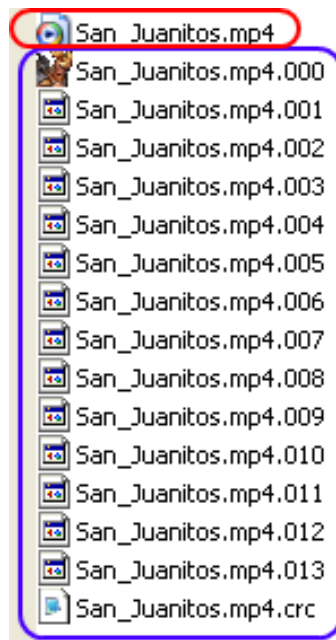 San_Juanitos.mp4
San_Juanitos.mp4.000
San_Juanitos.mp4.001
San_Juanitos.mp4.002
San_Juanitos.mp4.003
San_Juanitos.mp4.004
San_Juanitos.mp4.005
San_Juanitos.mp4.006
San_Juanitos.mp4.007
San_Juanitos.mp4.008
San_Juanitos.mp4.009
San_Juanitos.mp4.010
San_Juanitos.mp4.011
San_Juanitos.mp4.012
San_Juanitos.mp4.013
San_Juanitos.mp4.crc